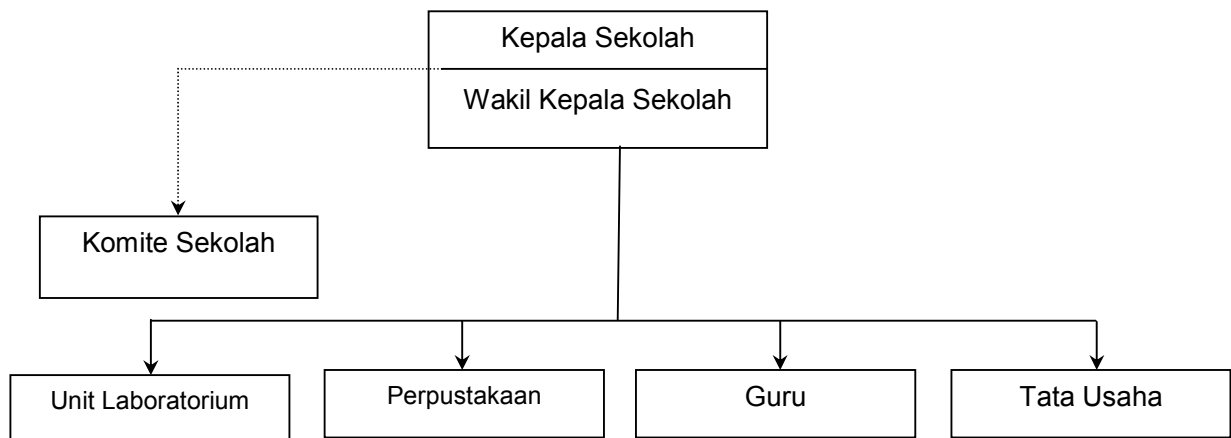 Kepala Sekolah
Wakil Kepala Sekolah
Komite Sekolah
Unit Laboratorium
Perpustakaan
Guru
Tata Usaha